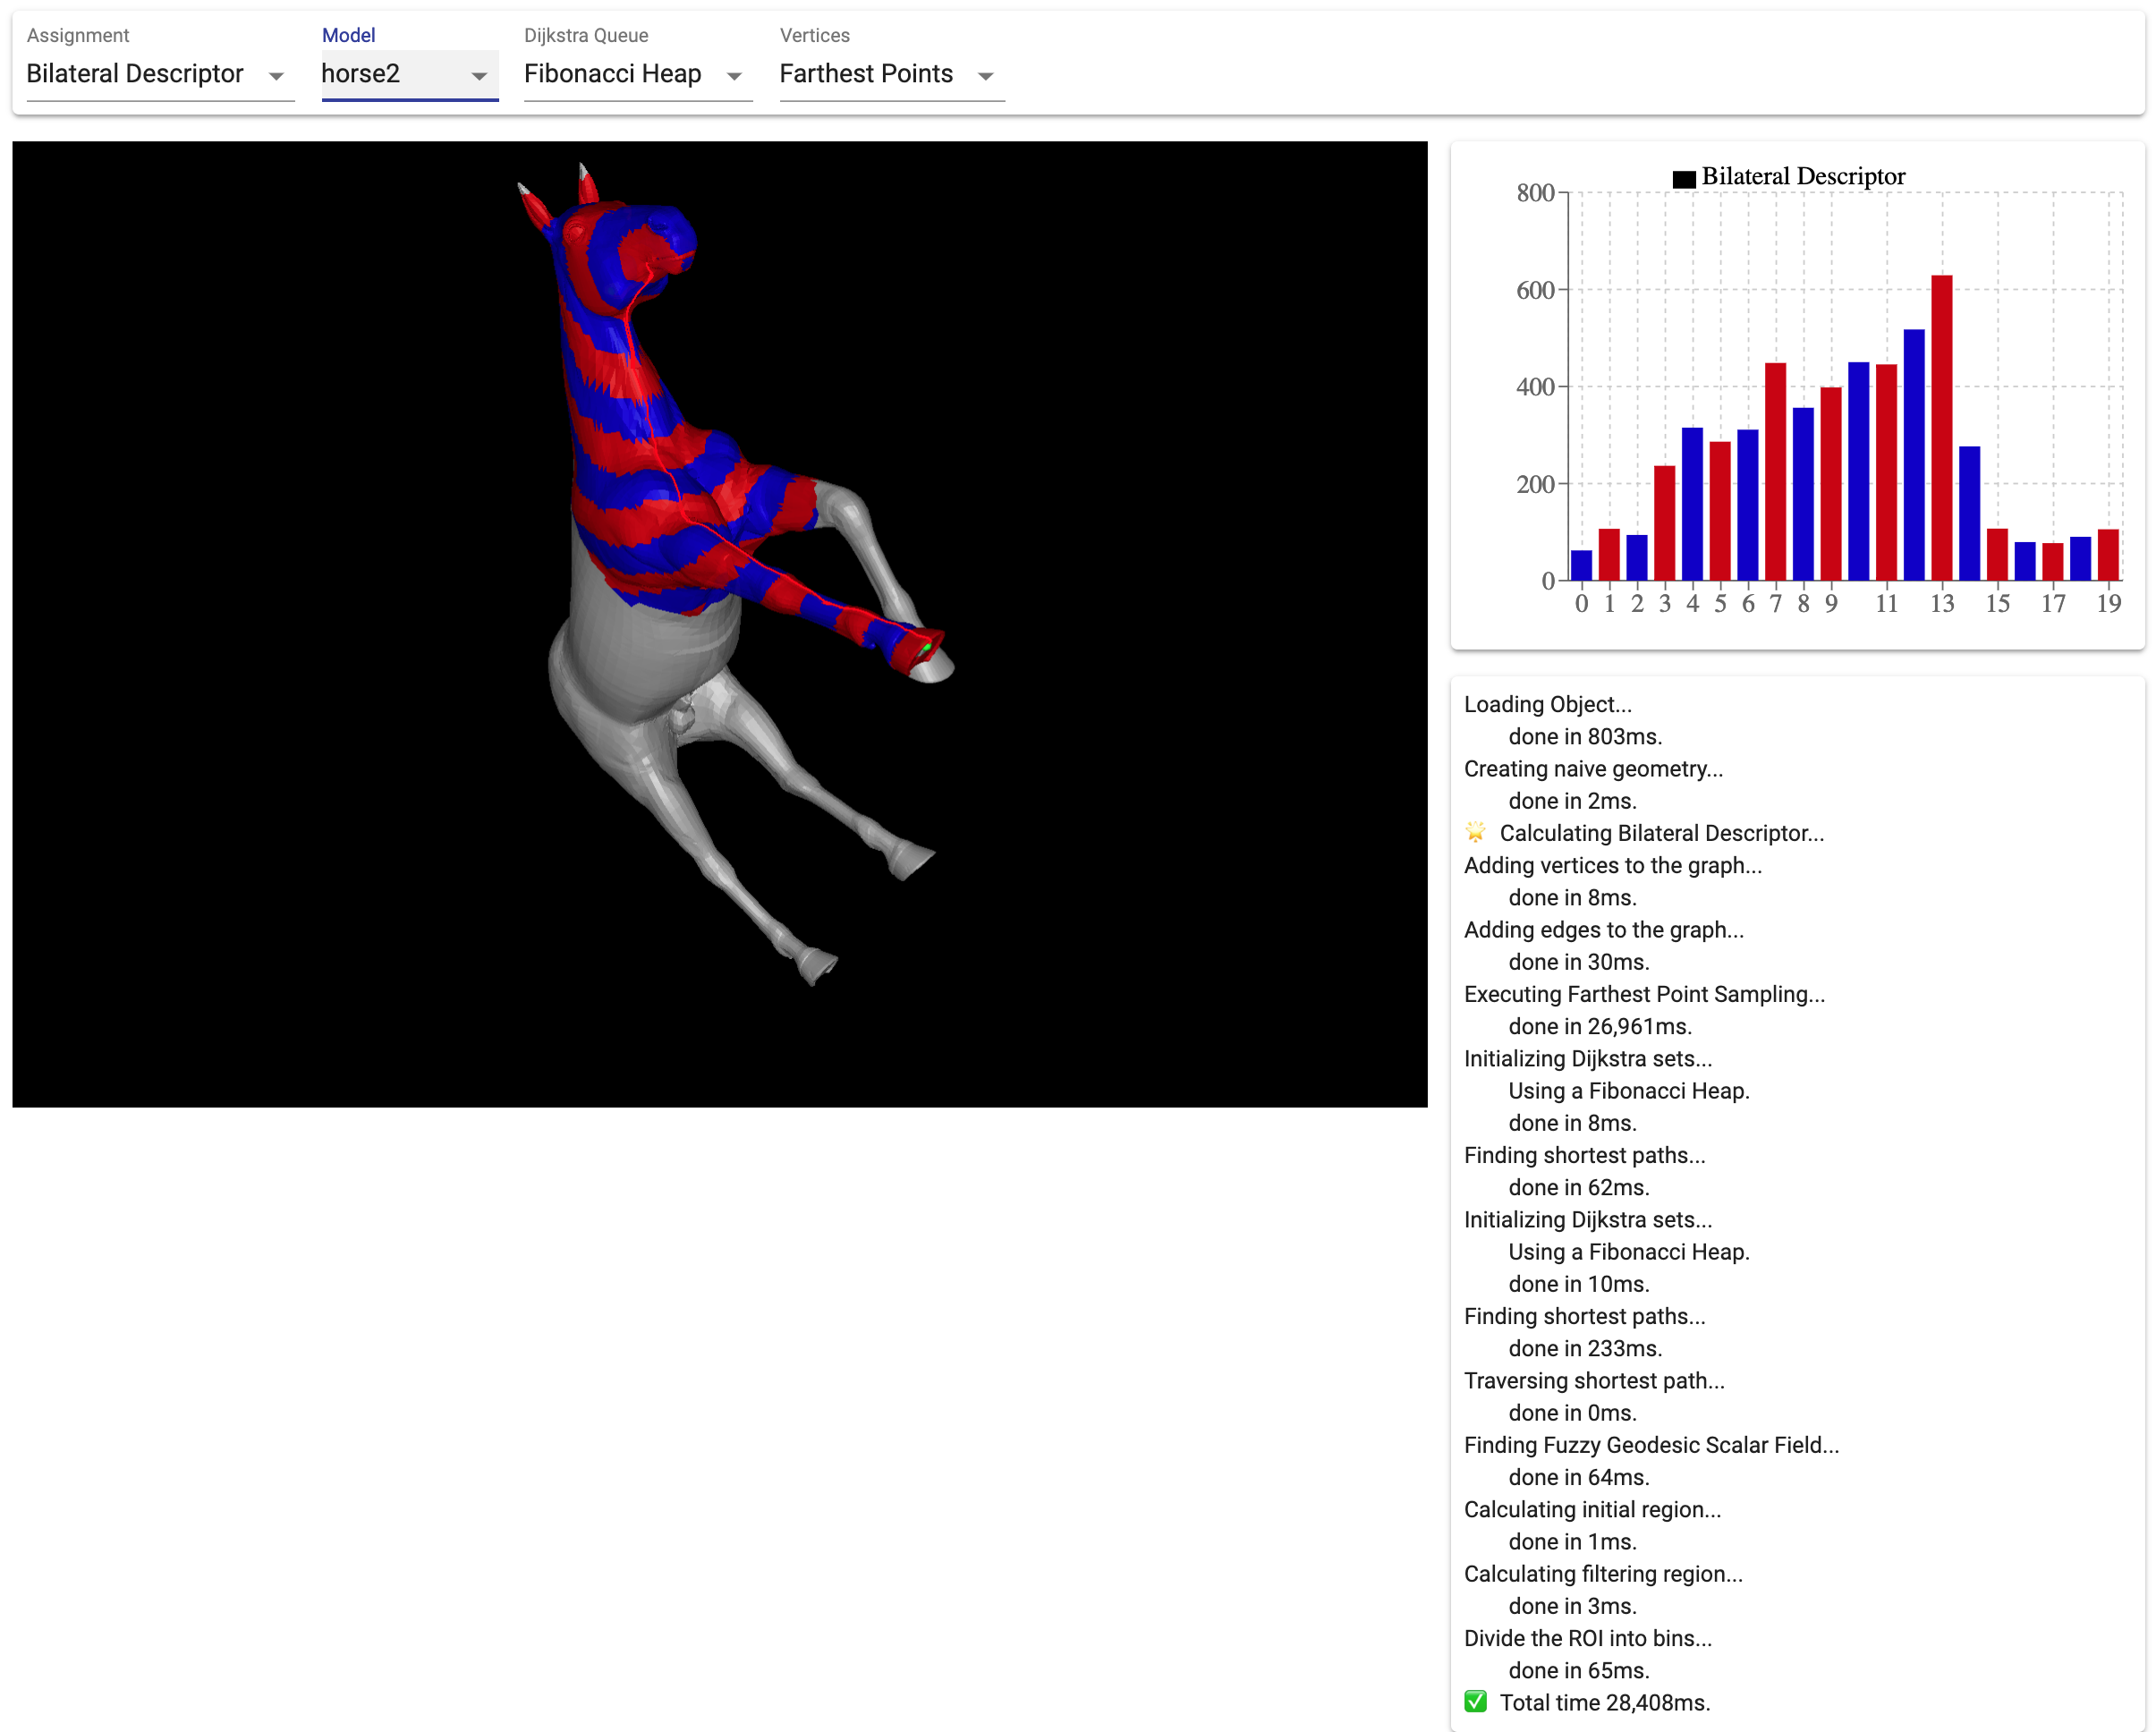 Assignment Model Dijkstra Queue Vertices
Bilateral Descriptor horse2 Fibonacci Heap Farthest Points
Bilateral Descriptor
800
600
400
200
0
0 1 2 3 4 5 6 7 8 9 11 13 15 17 19
Loading Object...
done in 803ms.
Creating naive geometry...
done in 2ms.
🌟 Calculating Bilateral Descriptor...
Adding vertices to the graph...
done in 8ms.
Adding edges to the graph...
done in 30ms.
Executing Farthest Point Sampling...
done in 26,961ms.
Initializing Dijkstra sets...
Using a Fibonacci Heap.
done in 8ms.
Finding shortest paths...
done in 62ms.
Initializing Dijkstra sets...
Using a Fibonacci Heap.
done in 10ms.
Finding shortest paths...
done in 233ms.
Traversing shortest path...
done in 0ms.
Finding Fuzzy Geodesic Scalar Field...
done in 64ms.
Calculating initial region...
done in 1ms.
Calculating filtering region...
done in 3ms.
Divide the ROI into bins...
done in 65ms.
✅ Total time 28,408ms.